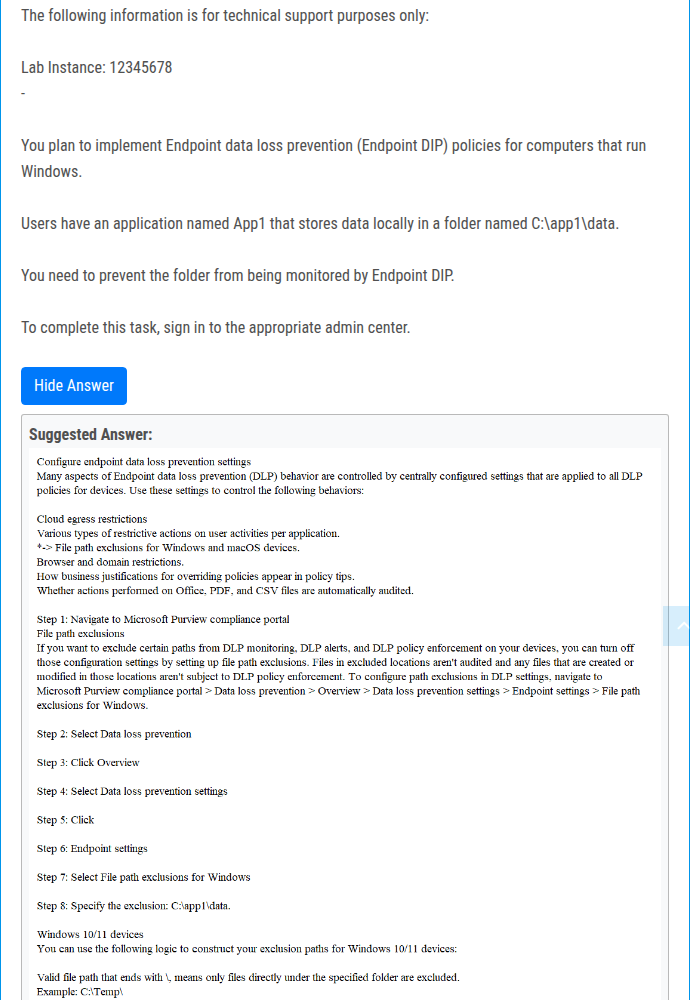 The following information is for technical support purposes only:
Lab Instance: 12345678
-
You plan to implement Endpoint data loss prevention (Endpoint DIP) policies for computers that run
Windows.
Users have an application named App1 that stores data locally in a folder named C:\app1\data.
You need to prevent the folder from being monitored by Endpoint DIP.
To complete this task, sign in to the appropriate admin center.
Hide Answer
Suggested Answer:
Configure endpoint data loss prevention settings
Many aspects of Endpoint data loss prevention (DLP) behavior are controlled by centrally configured settings that are applied to all DLP
policies for devices. Use these settings to control the following behaviors:
Cloud egress restrictions
Various types of restrictive actions on user activities per application.
*-> File path exclusions for Windows and macOS devices.
Browser and domain restrictions.
How business justifications for overriding policies appear in policy tips.
Whether actions performed on Office, PDF, and CSV files are automatically audited.
Step 1: Navigate to Microsoft Purview compliance portal
File path exclusions
If you want to exclude certain paths from DLP monitoring, DLP alerts, and DLP policy enforcement on your devices, you can turn off
those configuration settings by setting up file path exclusions. Files in excluded locations aren't audited and any files that are created or
modified in those locations aren't subject to DLP policy enforcement. To configure path exclusions in DLP settings, navigate to
Microsoft Purview compliance portal > Data loss prevention > Overview > Data loss prevention settings > Endpoint settings > File path
exclusions for Windows.
Step 2: Select Data loss prevention
Step 3: Click Overview
Step 4: Select Data loss prevention settings
Step 5: Click
Step 6: Endpoint settings
Step 7: Select File path exclusions for Windows
Step 8: Specify the exclusion: C:\app1\data.
Windows 10/11 devices
You can use the following logic to construct your exclusion paths for Windows 10/11 devices:
Valid file path that ends with \, means only files directly under the specified folder are excluded.
Example: C:\Temp\